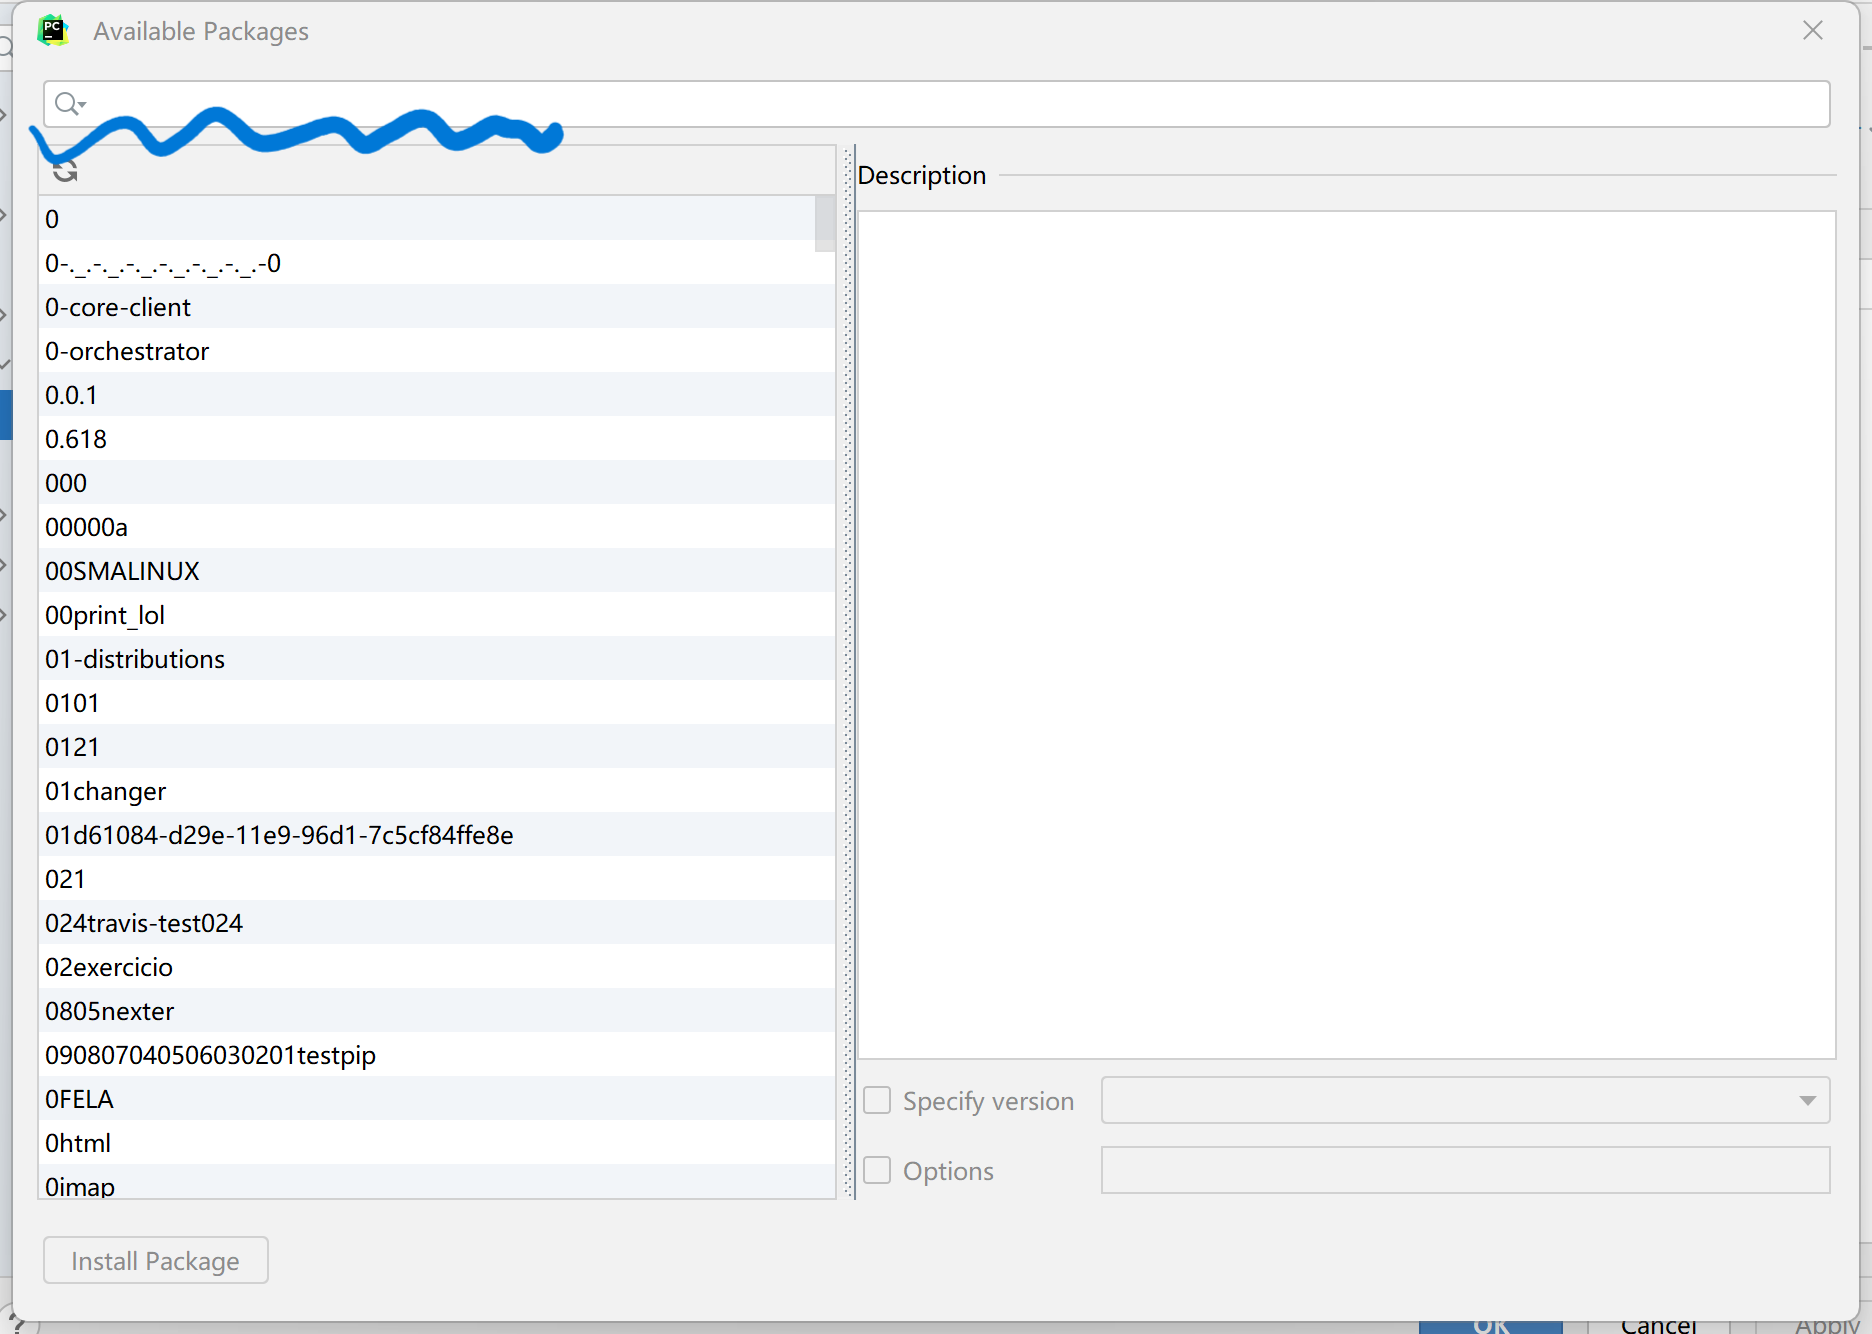 PC
Available Packages
Description
0
0-._.-._.-._.-._.-._.-._.-0
0-core-client
0-orchestrator
0.0.1
0.618
000
00000a
00SMALINUX
00print_lol
01-distributions
0101
0121
01changer
01d61084-d29e-11e9-96d1-7c5cf84ffe8e
021
024travis-test024
02exercicio
0805nexter
090807040506030201testpip
0FELA
0html
0imap
Specify version
Options
Install Package
?
OK
Cancel
Apply